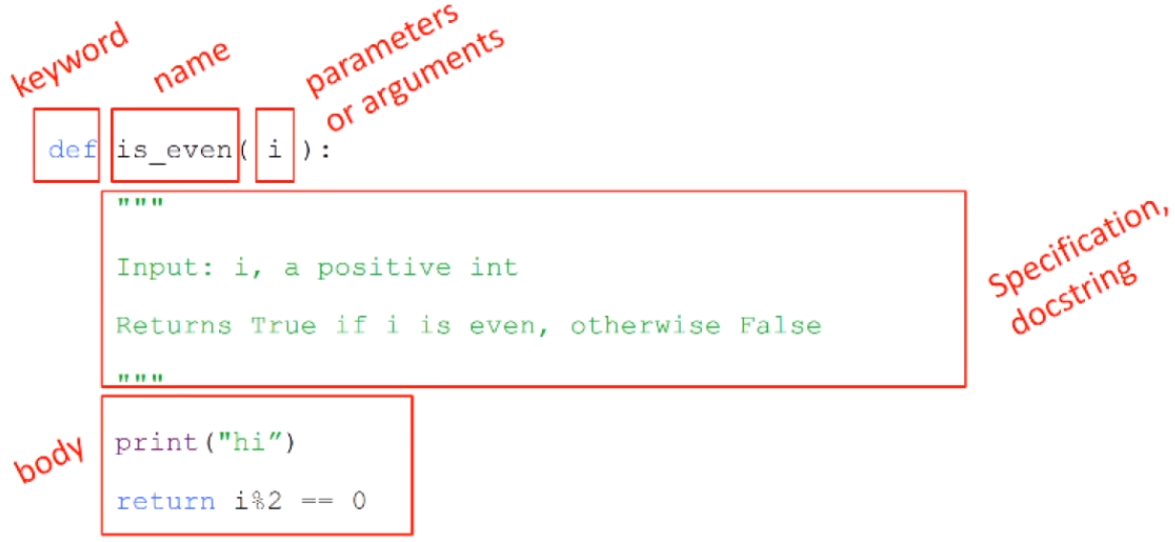 keyword
name
parameters
or arguments
def is_even( i ):
"""
Input: i, a positive int
Returns True if i is even, otherwise False
"""
Specification,
docstring
body
print("hi”)
return i%2 == 0